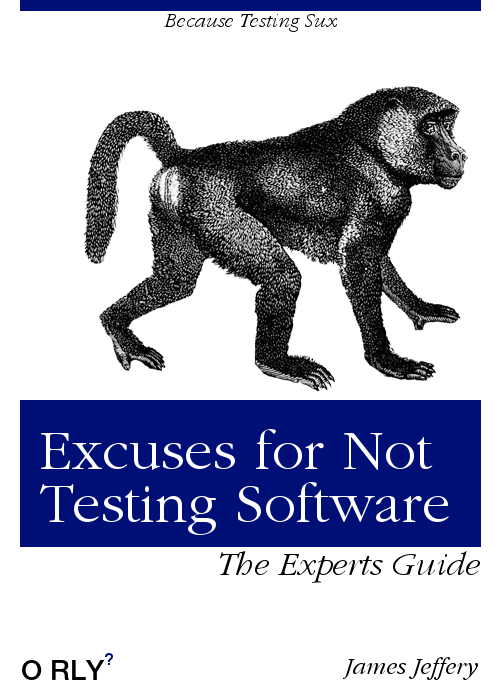 Because Testing Sux
Excuses for Not
Testing Software
The Experts Guide
O RLY?
James Jeffery